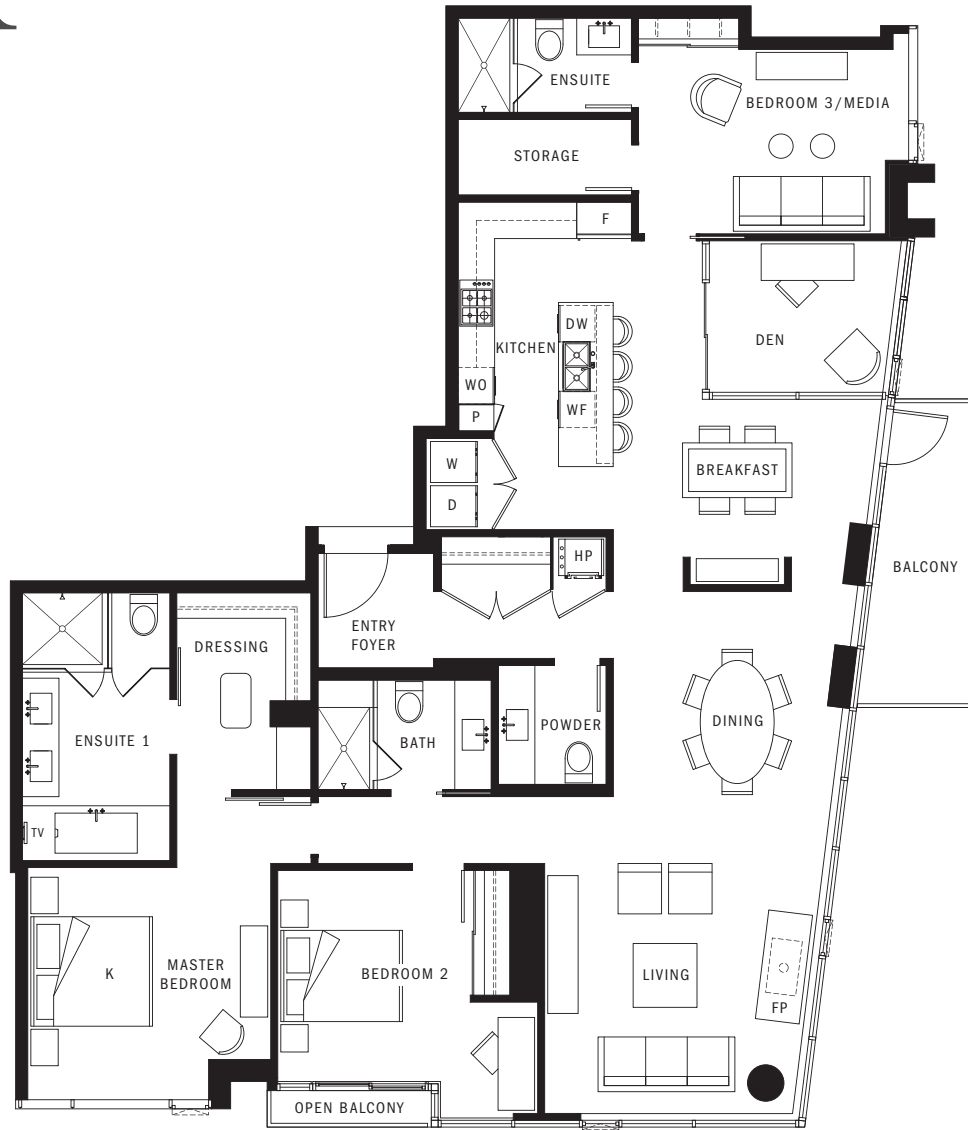 ENSUITE
BEDROOM 3/MEDIA
STORAGE
F
DW
DEN
KITCHEN
WO
WF
P
W
BREAKFAST
D
HP
BALCONY
ENTRY
FOYER
DRESSING
POWDER
DINING
ENSUITE 1
BATH
TV
K
MASTER
BEDROOM
BEDROOM 2
LIVING
FP
OPEN BALCONY